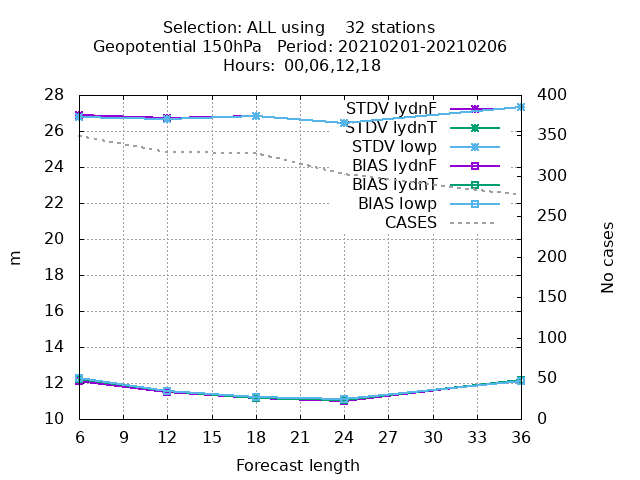 Selection: ALL using 32 stations
Geopotential 150hPa Period: 20210201-20210206
Hours: 00,06,12,18
28
26
24
22
20
18
16
14
12
10
m
400
350
300
250
200
150
100
50
0
No cases
STDV lydnF
STDV lydnT
STDV lowp
BIAS lydnF
BIAS lydnT
BIAS lowp
CASES
6 9 12 15 18 21 24 27 30 33 36
Forecast length